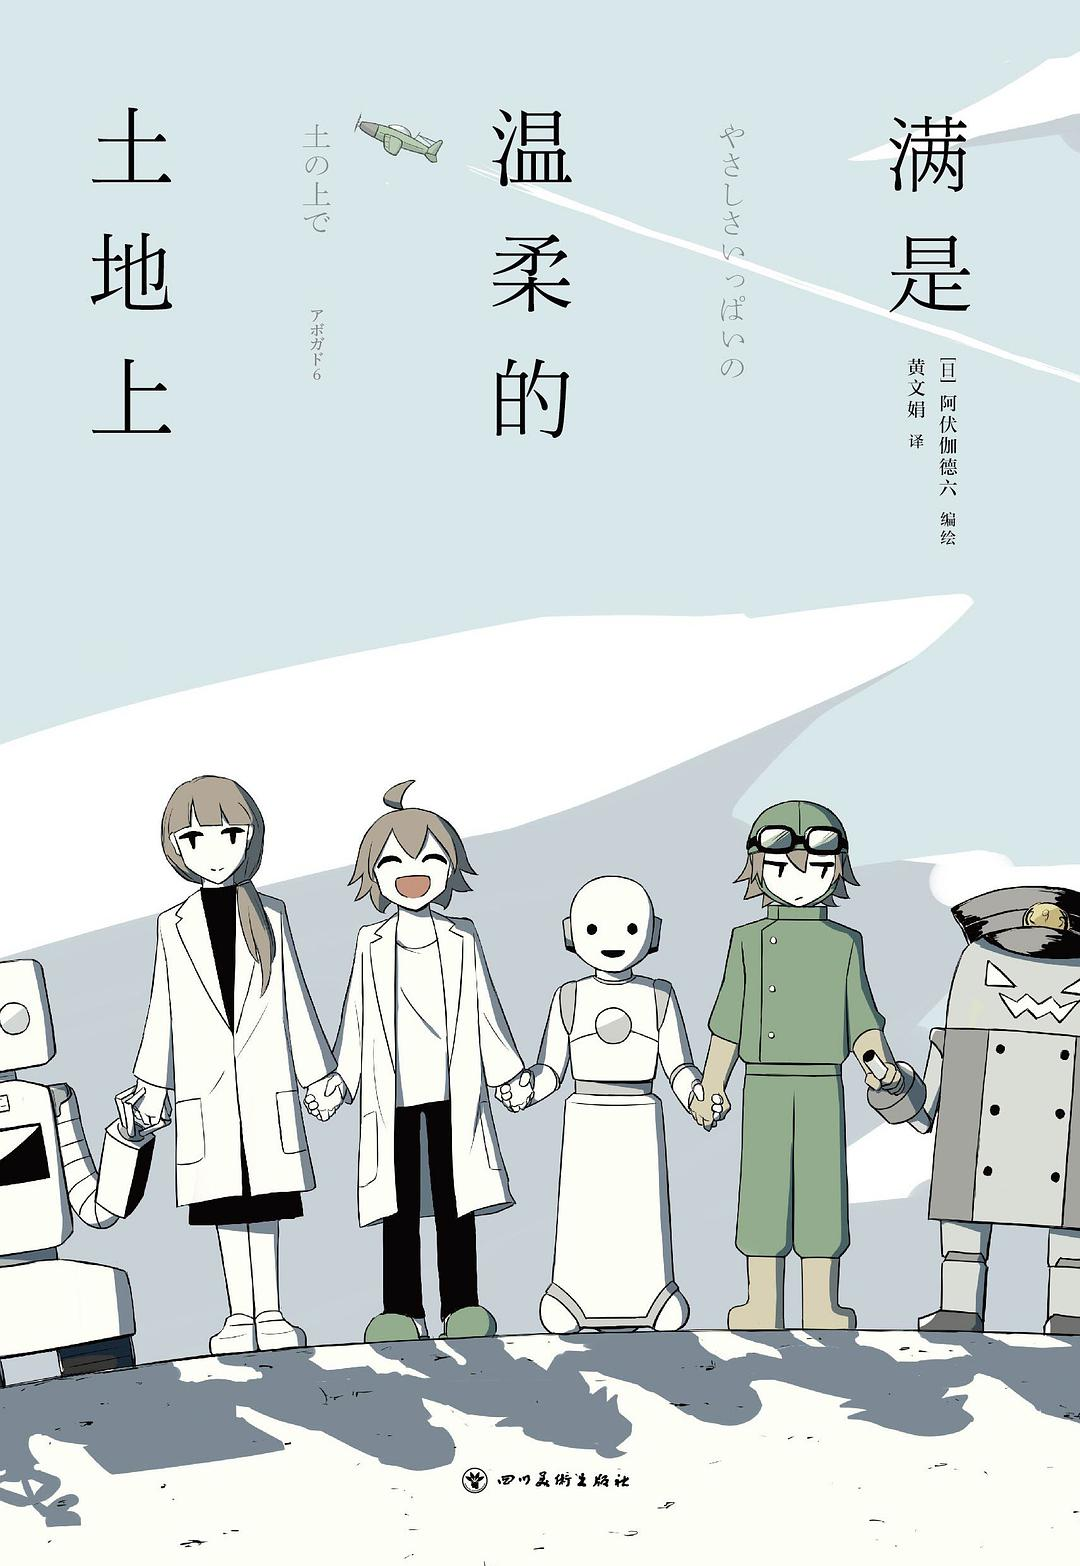 满是
[日] 阿伏伽德六 编绘
黄文娟 译
やさしさいっぱいの
温柔的
土の上で
アボガド6
土地上
四川美術出版社